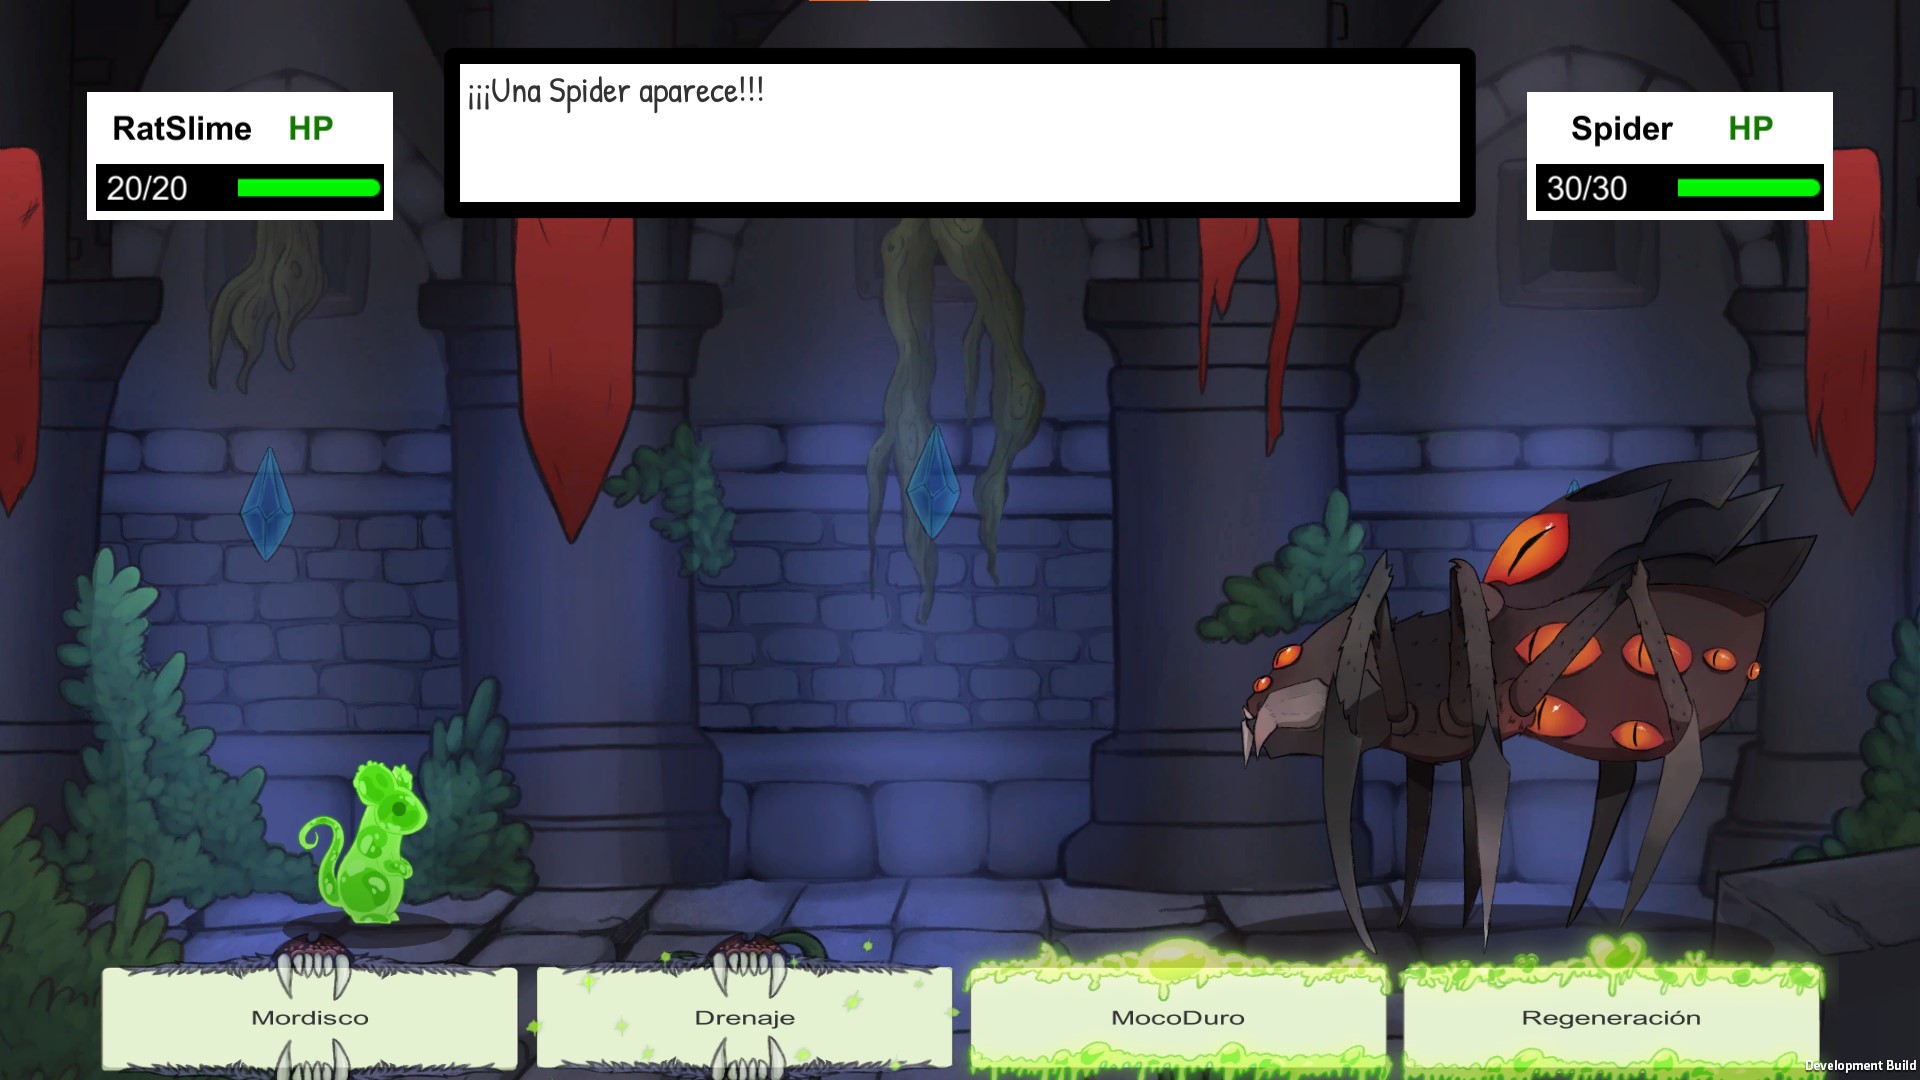 ¡¡¡Una Spider aparece!!!
RatSlime HP
20/20
Spider HP
30/30
Mordisco
Drenaje
MocoDuro
Regeneración
Development Build